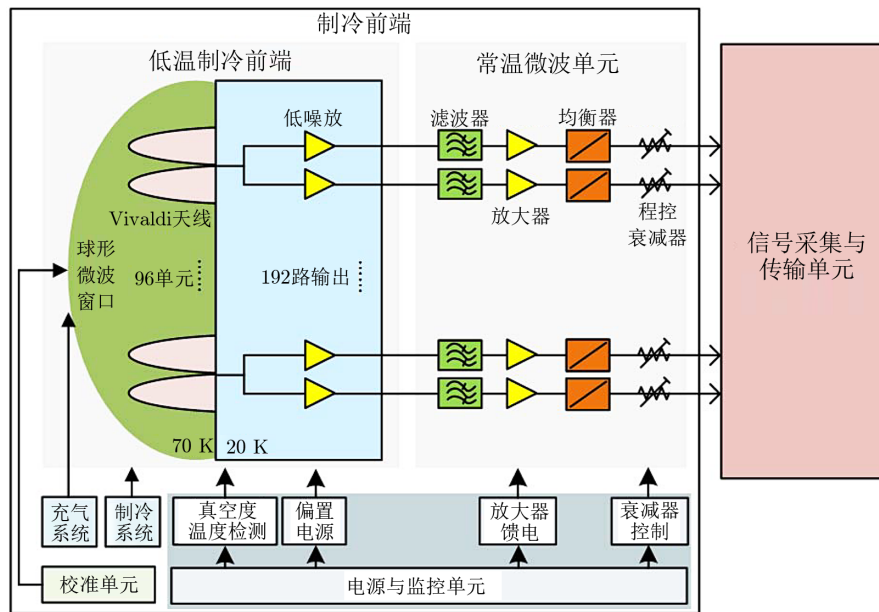 制冷前端
低温制冷前端
常温微波单元
低噪放
滤波器
均衡器
Vivaldi天线
放大器
程控
衰减器
球形
微波
窗口
96单元
192路输出
信号采集与
传输单元
70 K
20 K
充气
系统
制冷
系统
真空度
温度检测
偏置
电源
放大器
馈电
衰减器
控制
校准单元
电源与监控单元